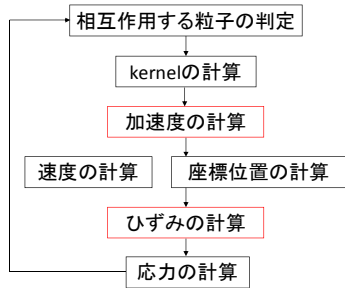 相互作用する粒子の判定
kernelの計算
加速度の計算
速度の計算
座標位置の計算
ひずみの計算
応力の計算